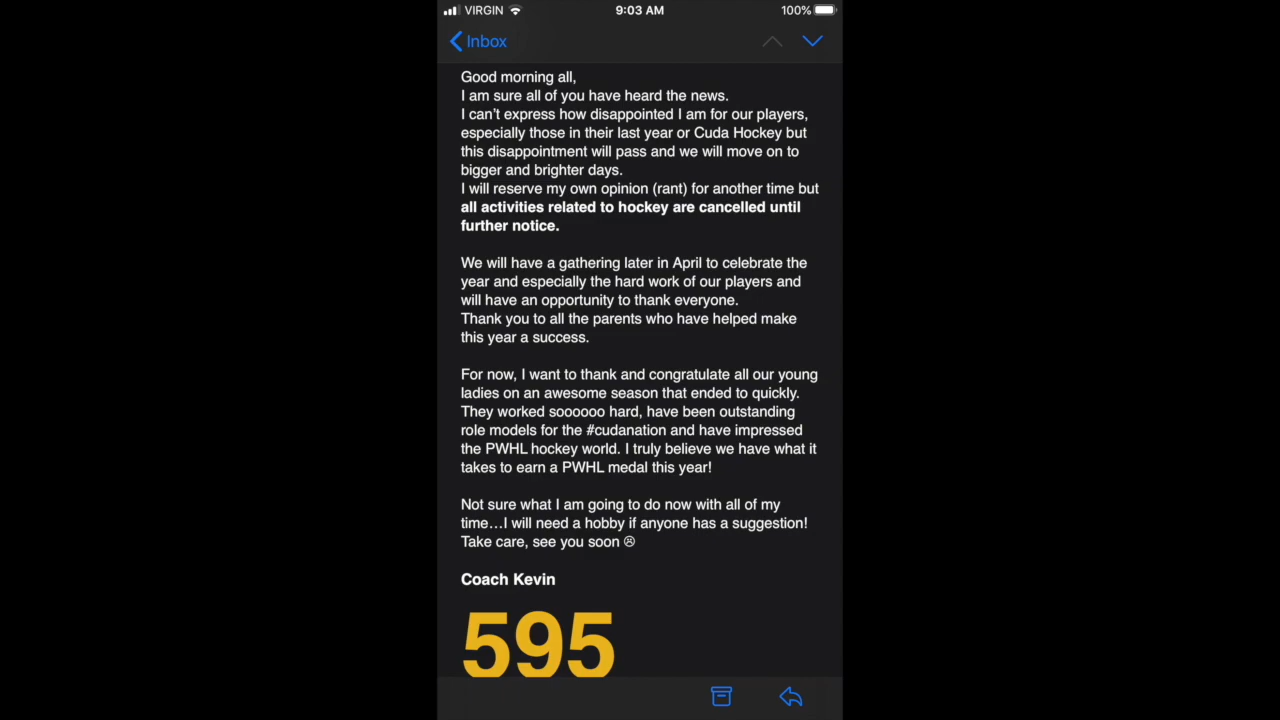 VIRGIN 9:03 AM 100%
Inbox
Good morning all,
I am sure all of you have heard the news.
I can't express how disappointed I am for our players,
especially those in their last year or Cuda Hockey but
this disappointment will pass and we will move on to
bigger and brighter days.
I will reserve my own opinion (rant) for another time but
all activities related to hockey are cancelled until
further notice.
We will have a gathering later in April to celebrate the
year and especially the hard work of our players and
will have an opportunity to thank everyone.
Thank you to all the parents who have helped make
this year a success.
For now, I want to thank and congratulate all our young
ladies on an awesome season that ended to quickly.
They worked soooooo hard, have been outstanding
role models for the #cudanation and have impressed
the PWHL hockey world. I truly believe we have what it
takes to earn a PWHL medal this year!
Not sure what I am going to do now with all of my
time…I will need a hobby if anyone has a suggestion!
Take care, see you soon ☹
Coach Kevin
595